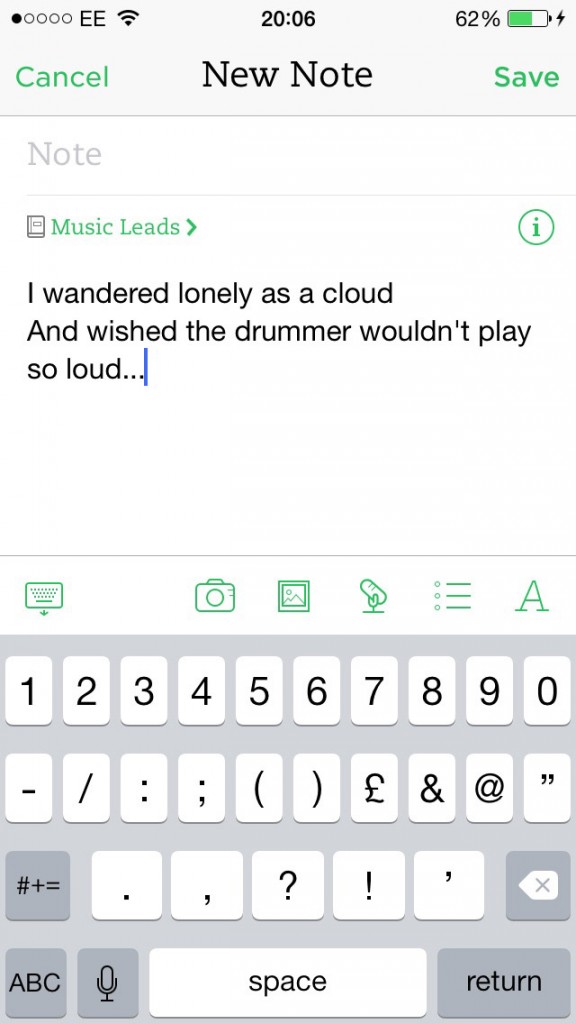 EE 20:06 62%
Cancel New Note Save
Note
Music Leads
i
I wandered lonely as a cloud
And wished the drummer wouldn't play
so loud...
A
1 2 3 4 5 6 7 8 9 0
- / : ; ( ) £ & @ ”
#+= . , ? ! ’
ABC space return